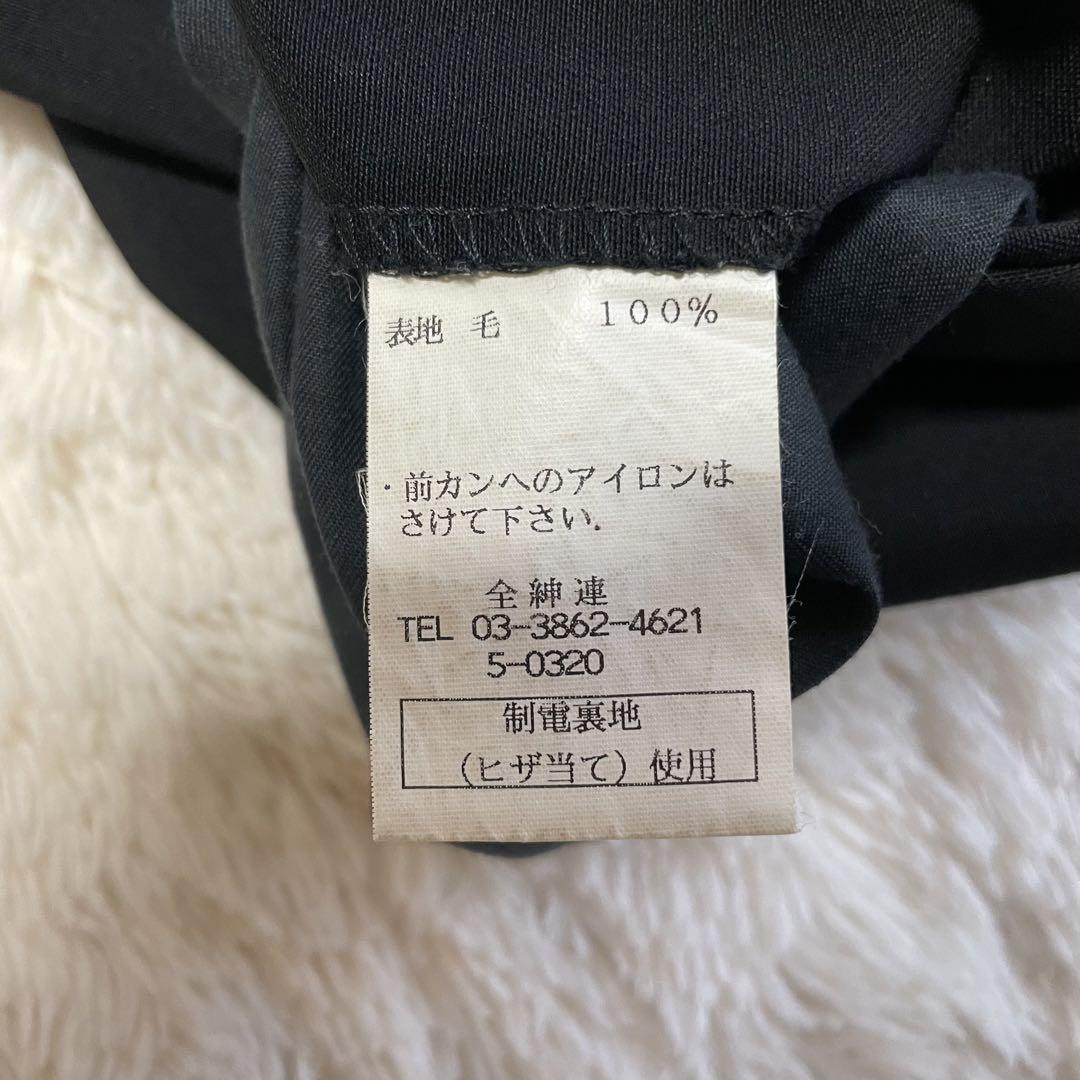 表地 毛 100%
・前カンへのアイロンは
さけて下さい.
全紳連
TEL 03-3862-4621
5-0320
制電裏地
(ヒザ当て)使用